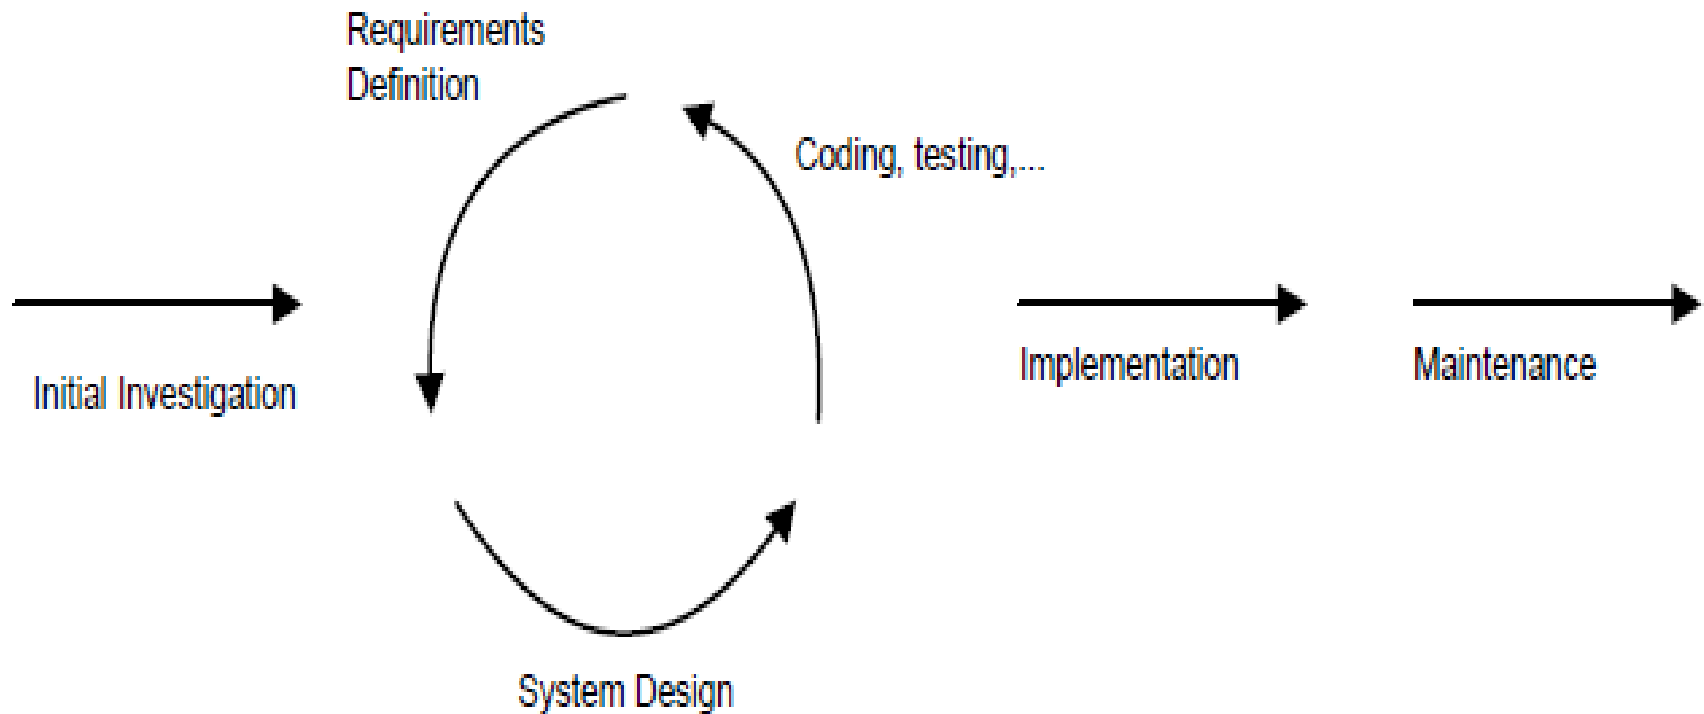 Requirements
Definition
Coding, testing,...
Initial Investigation
Implementation
Maintenance
System Design